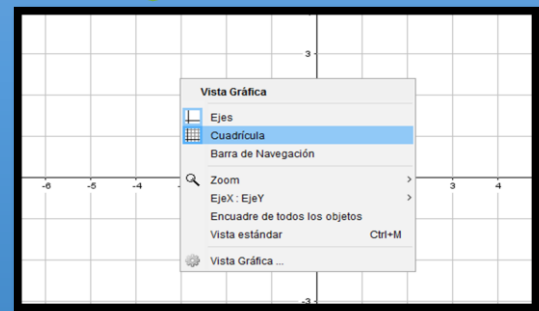 3
Vista Gráfica
Ejes
Cuadrícula
Barra de Navegación
-6 -5 -4 3 4
Zoom
EjeX : EjeY
Encuadre de todos los objetos
Vista estándar Ctrl+M
Vista Gráfica ...
-3